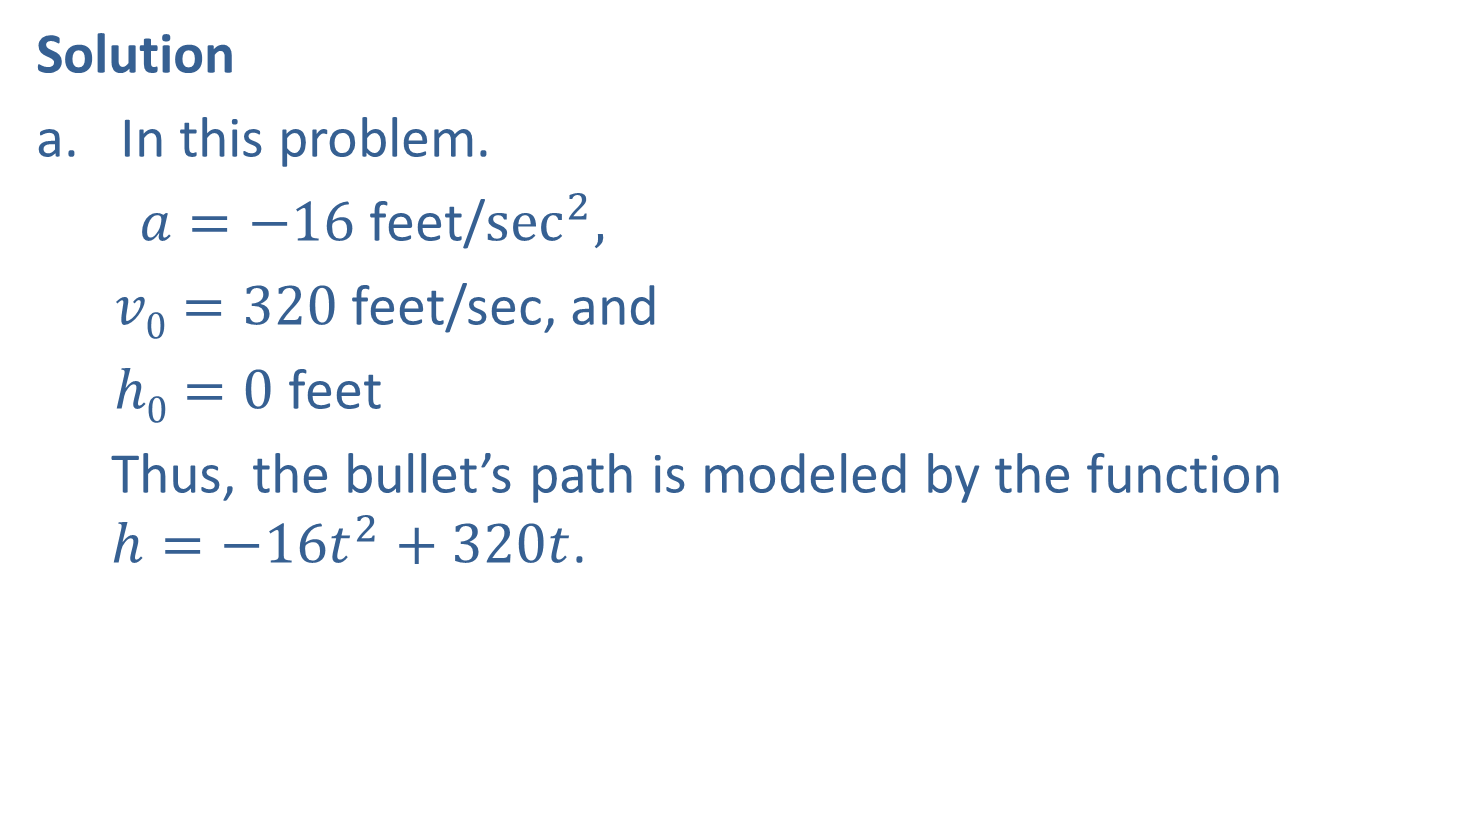 Solution
a. In this problem.
a = −16 feet/sec²,
v₀ = 320 feet/sec, and
h₀ = 0 feet
Thus, the bullet’s path is modeled by the function
h = −16t² + 320t.